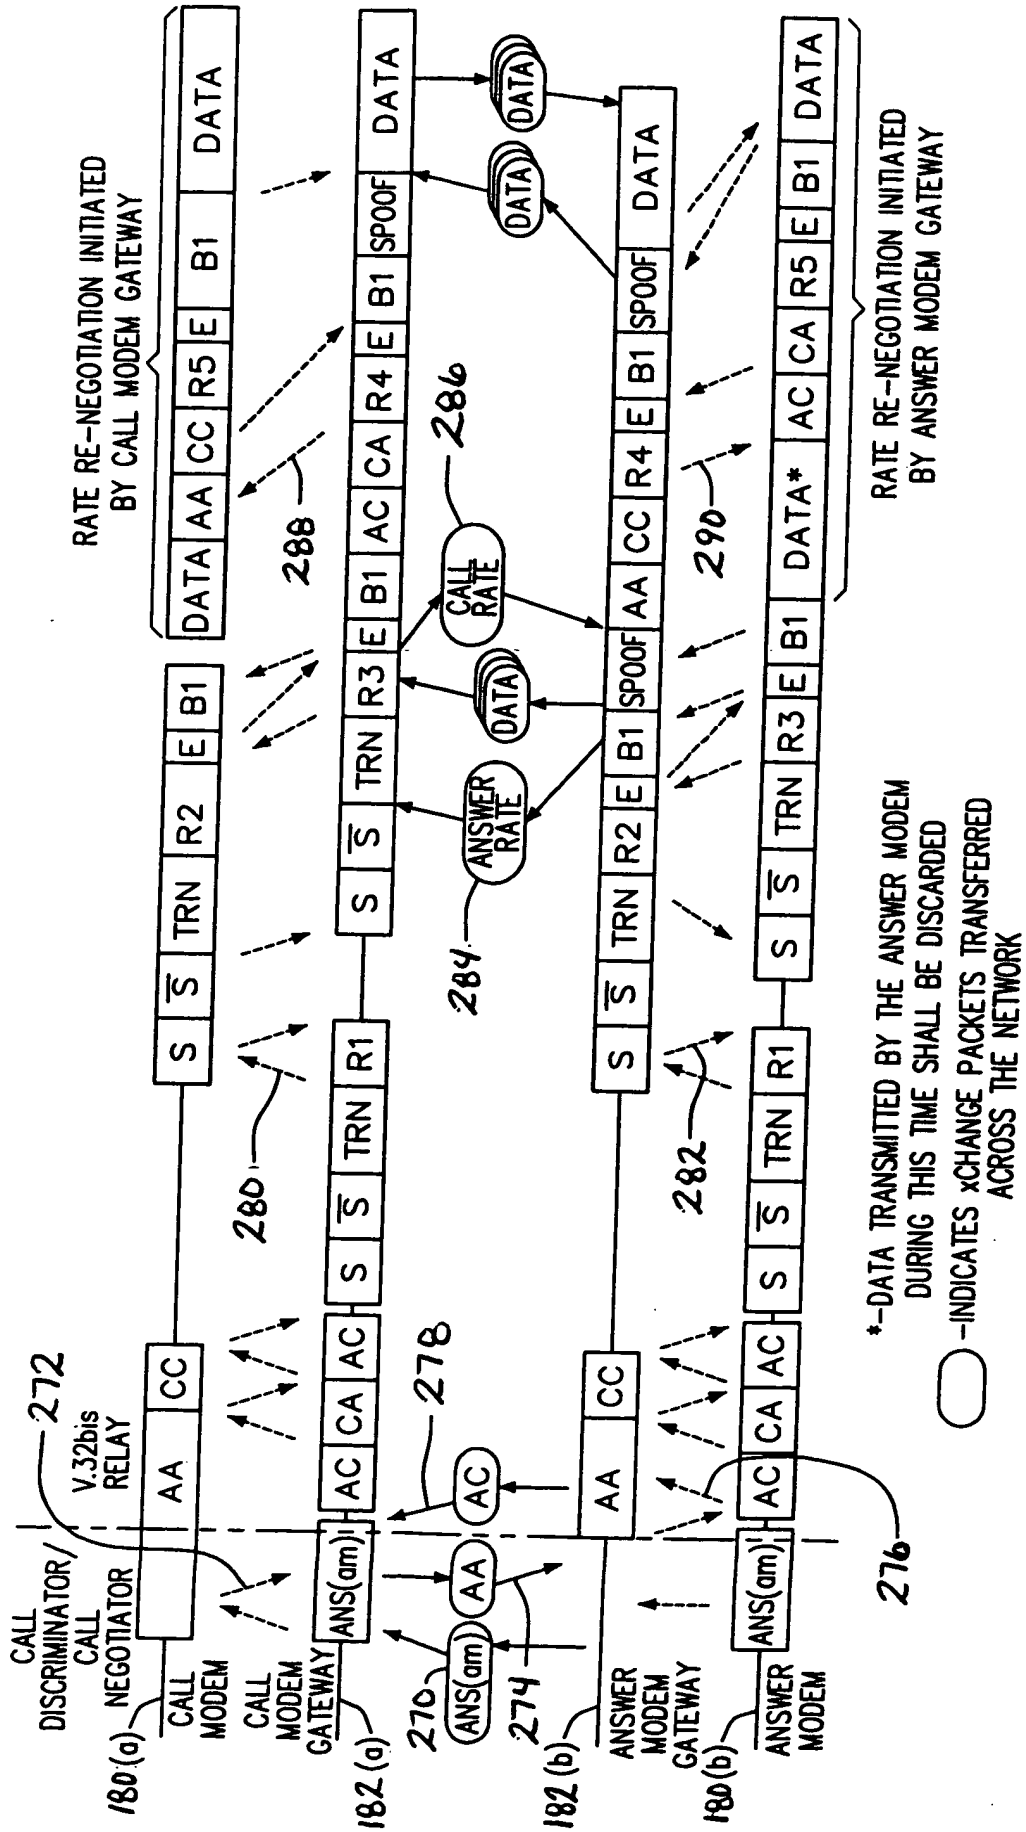 CALL
DISCRIMINATOR/
CALL
NEGOTIATOR
272
V.32bis
RELAY
RATE RE-NEGOTIATION INITIATED
BY CALL MODEM GATEWAY
180(a)
CALL
MODEM
AA CC S S̅ TRN R2 E B1 DATA AA CC R5 E B1 DATA
280
288
CALL
MODEM
GATEWAY
182(a)
ANS(am) AC CA AC S S̅ TRN R1 S S̅ TRN R3 E B1 AC CA R4 E B1 SPOOF DATA
270
ANS(am)
AA
274
AC
278
284
ANSWER
RATE
DATA
CALL
RATE
286
DATA
DATA
182(b)
ANSWER
MODEM
GATEWAY
AA CC S S̅ TRN R2 E B1 SPOOF AA CC R4 E B1 SPOOF DATA
282
290
180(b)
ANSWER
MODEM
ANS(am) AC CA AC S S̅ TRN R1 S S̅ TRN R3 E B1 DATA* AC CA R5 E B1 DATA
276
RATE RE-NEGOTIATION INITIATED
BY ANSWER MODEM GATEWAY
*-DATA TRANSMITTED BY THE ANSWER MODEM
DURING THIS TIME SHALL BE DISCARDED
-INDICATES xCHANGE PACKETS TRANSFERRED
ACROSS THE NETWORK